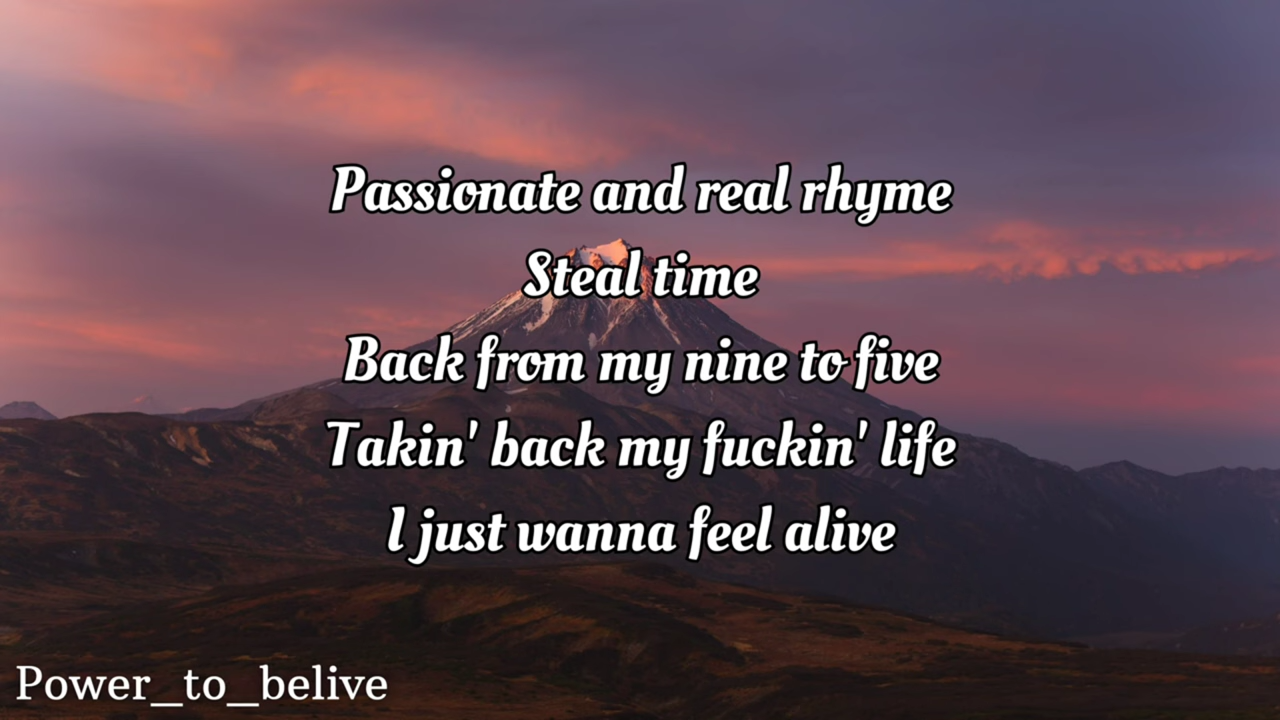 Passionate and real rhyme
Steal time
Back from my nine to five
Takin' back my fuckin' life
I just wanna feel alive
Power_to_belive